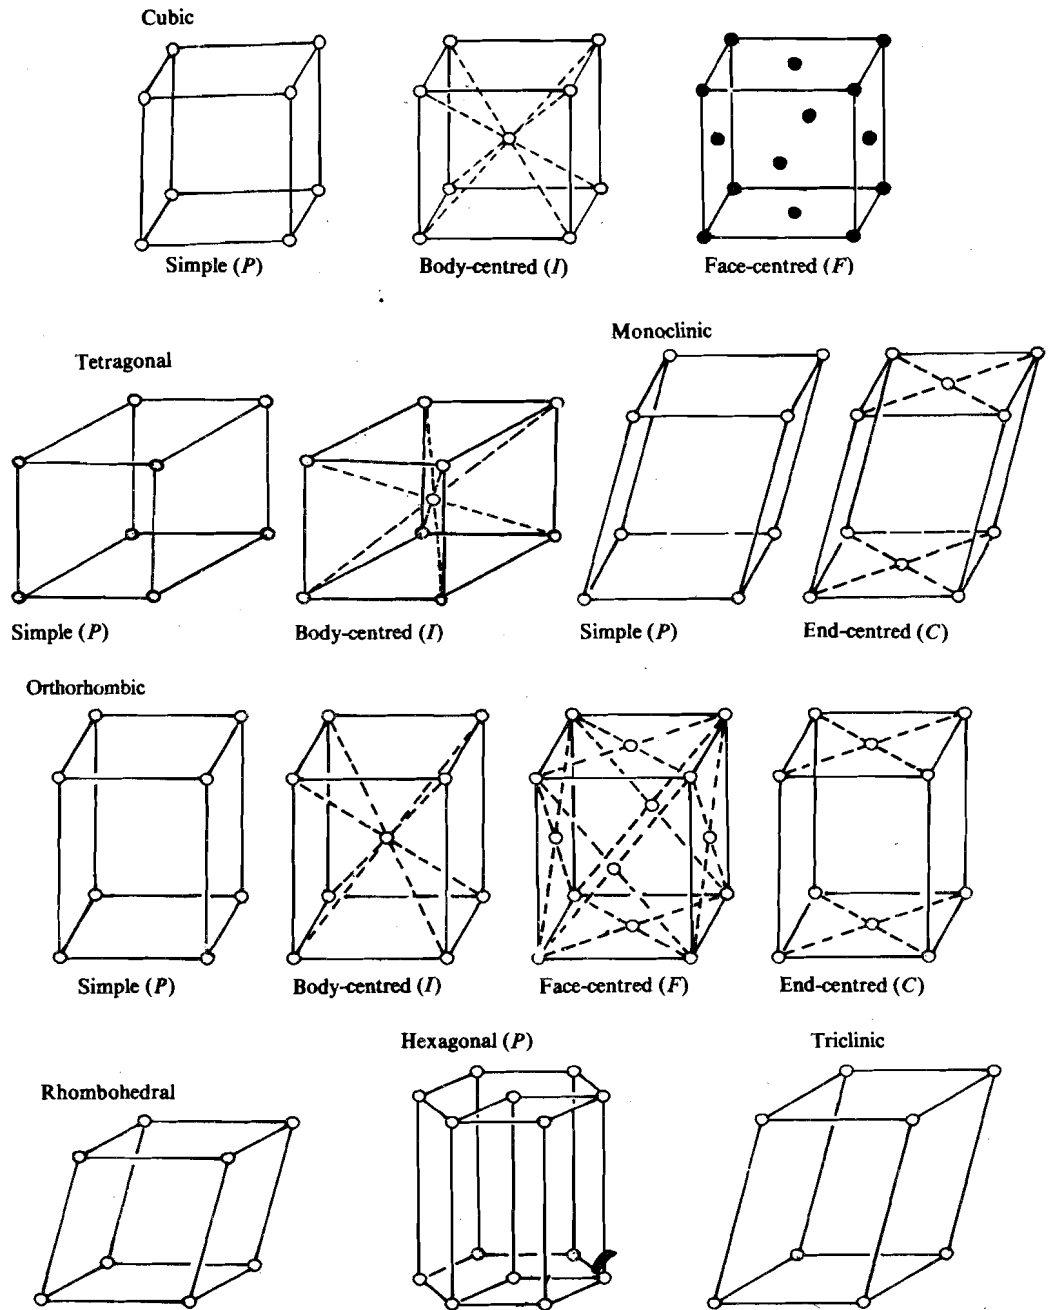 Cubic
Simple (P)
Body-centred (I)
Face-centred (F)
Tetragonal
Monoclinic
Simple (P)
Body-centred (I)
Simple (P)
End-centred (C)
Orthorhombic
Simple (P)
Body-centred (I)
Face-centred (F)
End-centred (C)
Hexagonal (P)
Triclinic
Rhombohedral